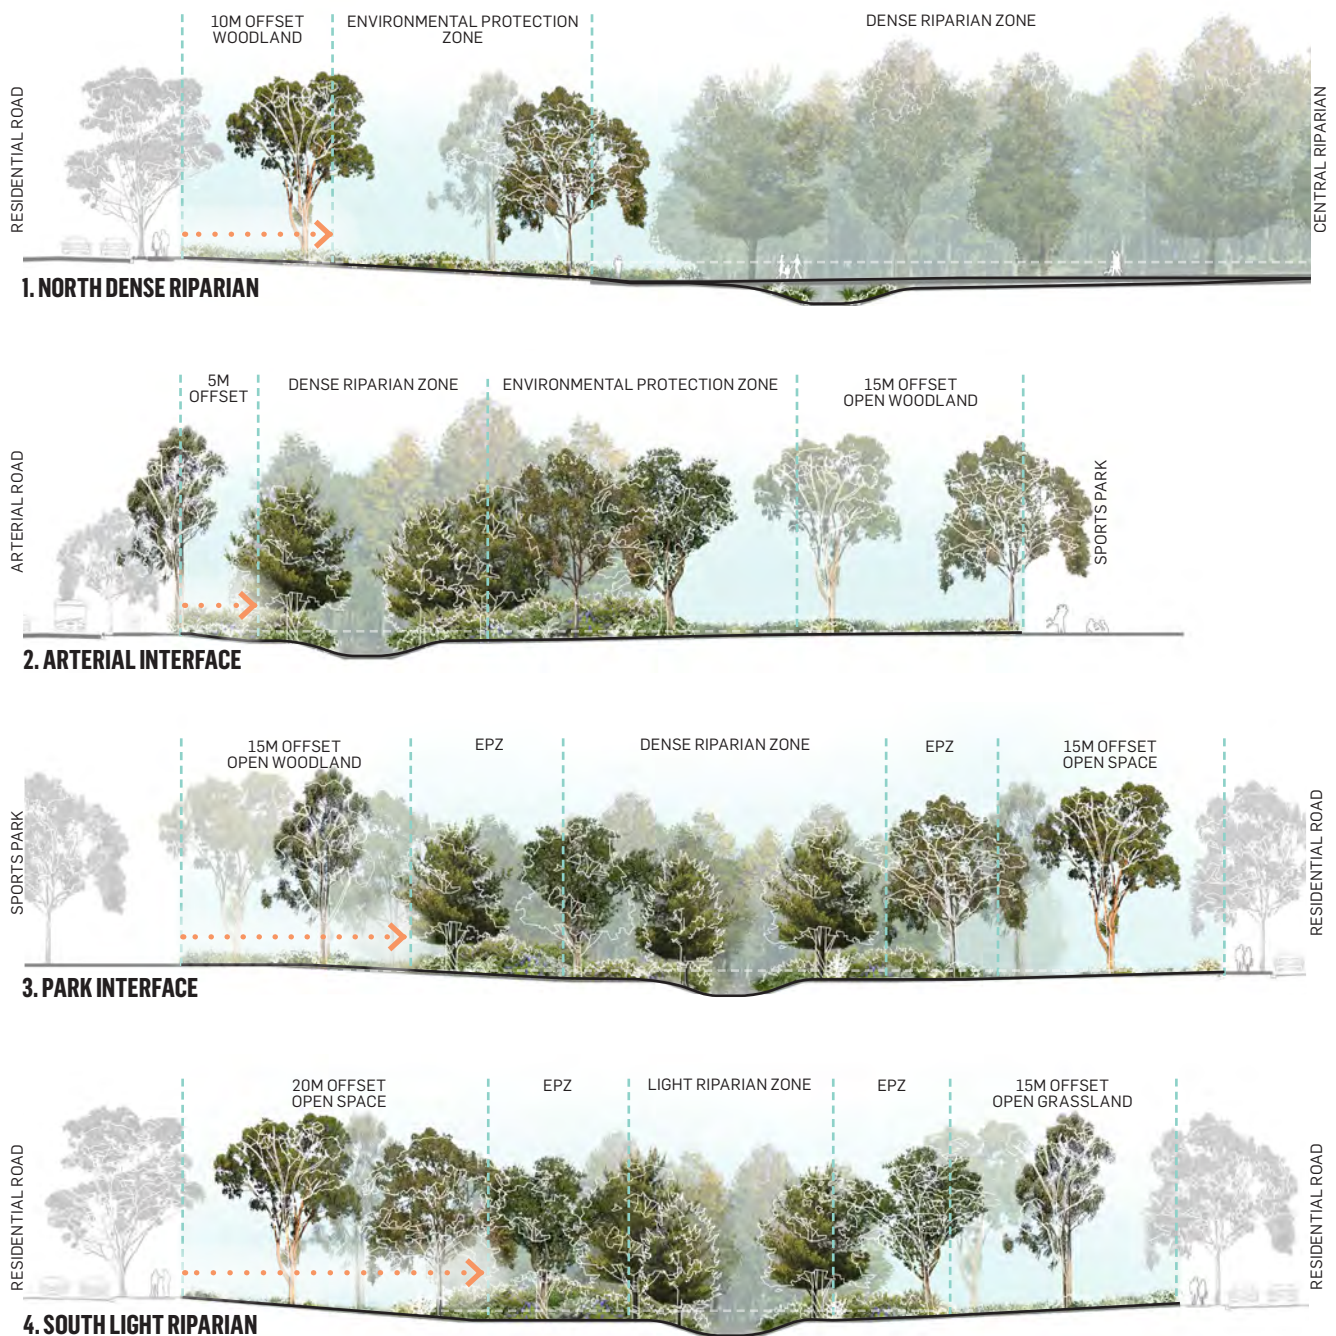 10M OFFSET
WOODLAND
ENVIRONMENTAL PROTECTION
ZONE
DENSE RIPARIAN ZONE
RESIDENTIAL ROAD
CENTRAL RIPARIAN
1. NORTH DENSE RIPARIAN
5M
OFFSET
DENSE RIPARIAN ZONE
ENVIRONMENTAL PROTECTION ZONE
15M OFFSET
OPEN WOODLAND
ARTERIAL ROAD
SPORTS PARK
2. ARTERIAL INTERFACE
15M OFFSET
OPEN WOODLAND
EPZ
DENSE RIPARIAN ZONE
EPZ
15M OFFSET
OPEN SPACE
SPORTS PARK
RESIDENTIAL ROAD
3. PARK INTERFACE
20M OFFSET
OPEN SPACE
EPZ
LIGHT RIPARIAN ZONE
EPZ
15M OFFSET
OPEN GRASSLAND
RESIDENTIAL ROAD
RESIDENTIAL ROAD
4. SOUTH LIGHT RIPARIAN